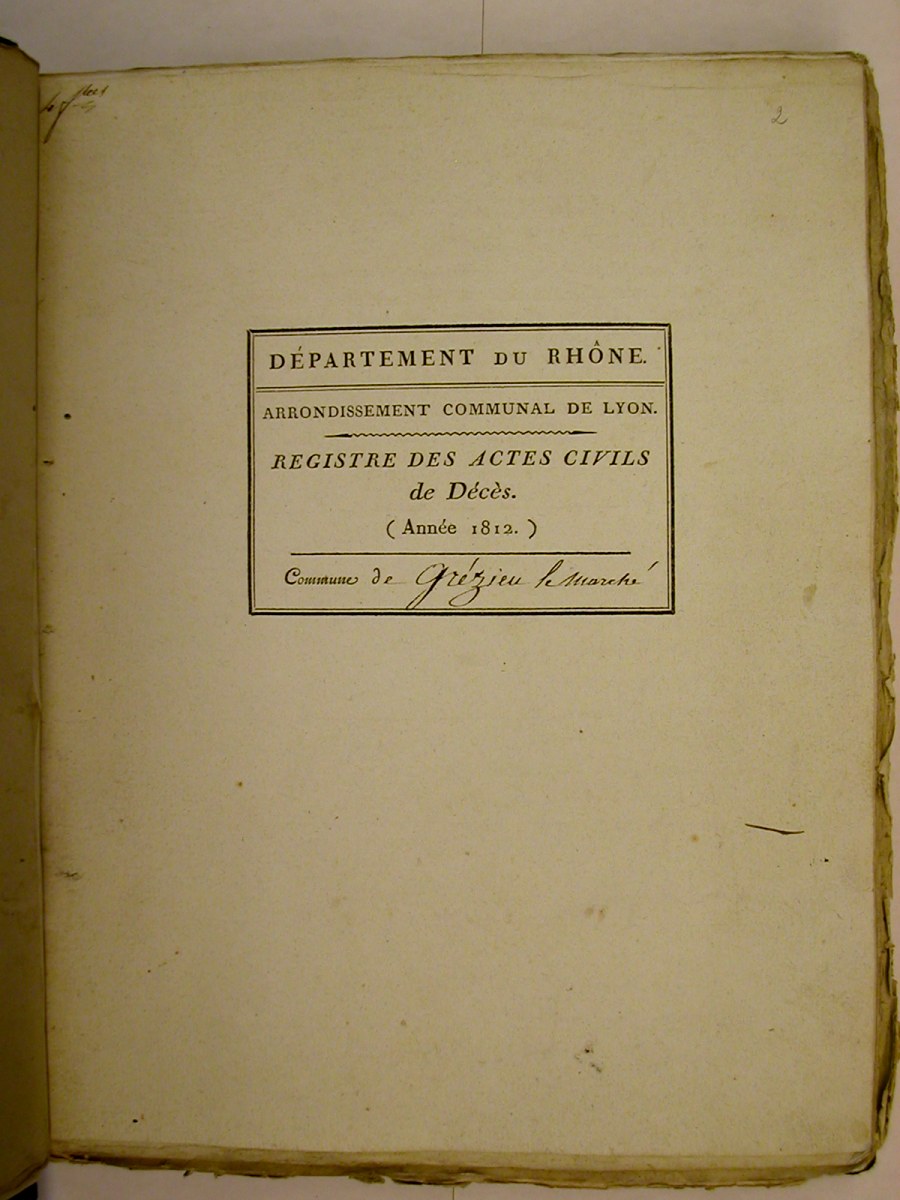 2
DÉPARTEMENT DU RHÔNE.
ARRONDISSEMENT COMMUNAL DE LYON.
REGISTRE DES ACTES CIVILS
de Décès.
( Année 1812. )
Commune de Grézieu le Marché